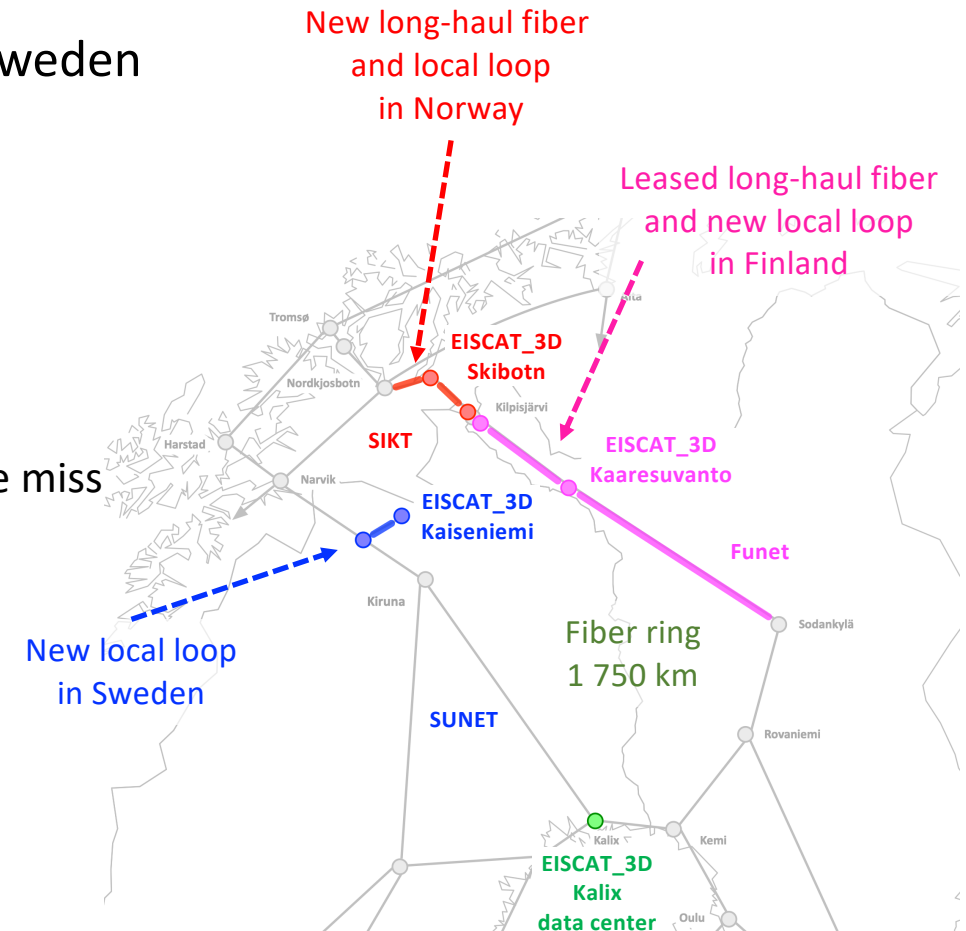 New long-haul fiber
and local loop
in Norway
weden
Leased long-haul fiber
and new local loop
in Finland
Alta
Tromsø
EISCAT_3D
Skibotn
Nordkjosbotn
Kilpisjärvi
SIKT
Harstad
EISCAT_3D
Kaaresuvanto
e miss
Narvik
EISCAT_3D
Kaiseniemi
Funet
Kiruna
Sodankylä
Fiber ring
1 750 km
New local loop
in Sweden
SUNET
Rovaniemi
Kalix
Kemi
EISCAT_3D
Kalix
data center
Oulu